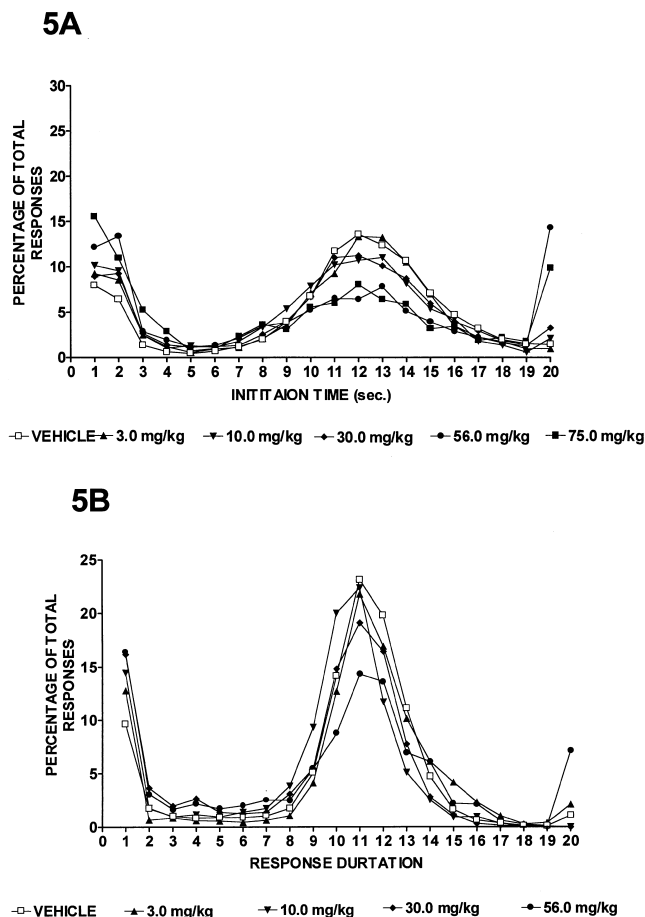 5A
30
25
20
15
10
5
0
PERCENTAGE OF TOTAL
RESPONSES
0 1 2 3 4 5 6 7 8 9 10 11 12 13 14 15 16 17 18 19 20
INITITAION TIME (sec.)
VEHICLE 3.0 mg/kg 10.0 mg/kg 30.0 mg/kg 56.0 mg/kg 75.0 mg/kg
5B
25
20
15
10
5
0
PERCENTAGE OF TOTAL
RESPONSES
0 1 2 3 4 5 6 7 8 9 10 11 12 13 14 15 16 17 18 19 20
RESPONSE DURTATION
VEHICLE 3.0 mg/kg 10.0 mg/kg 30.0 mg/kg 56.0 mg/kg